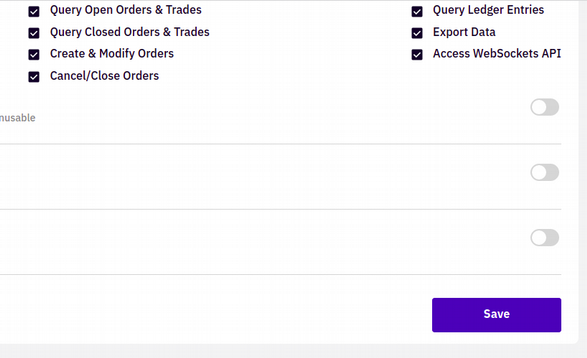 Query Open Orders & Trades
Query Ledger Entries
Query Closed Orders & Trades
Export Data
Create & Modify Orders
Access WebSockets API
Cancel/Close Orders
Save